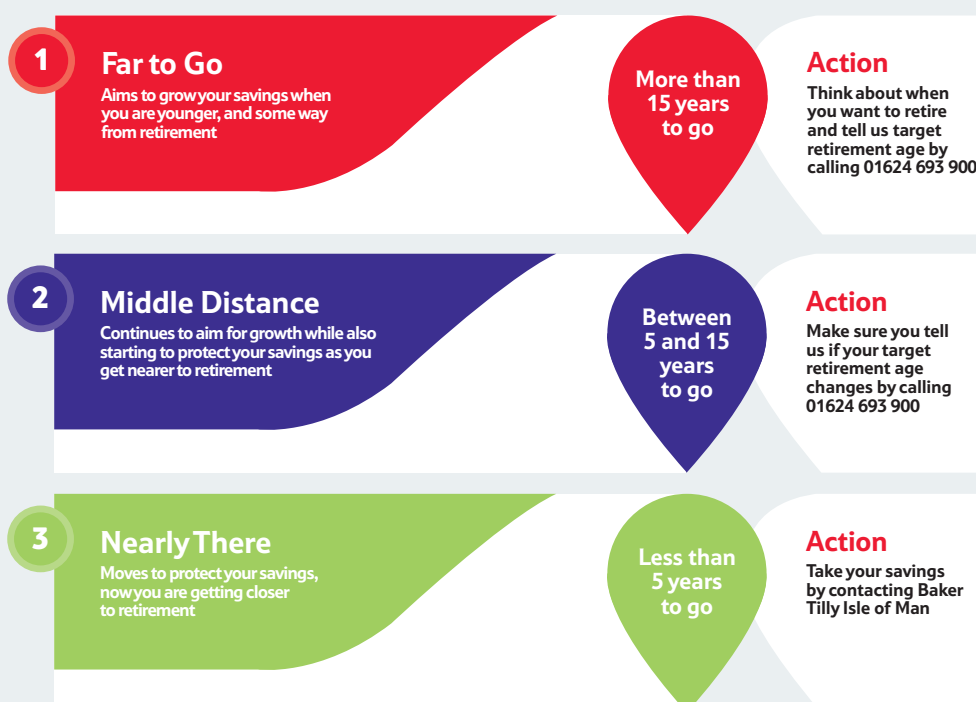 1
Far to Go
Aims to grow your savings when
you are younger, and some way
from retirement
More than
15 years
to go
Action
Think about when
you want to retire
and tell us target
retirement age by
calling 01624 693 900
2
Middle Distance
Continues to aim for growth while also
starting to protect your savings as you
get nearer to retirement
Between
5 and 15
years
to go
Action
Make sure you tell
us if your target
retirement age
changes by calling
01624 693 900
3
Nearly There
Moves to protect your savings,
now you are getting closer
to retirement
Less than
5 years
to go
Action
Take your savings
by contacting Baker
Tilly Isle of Man